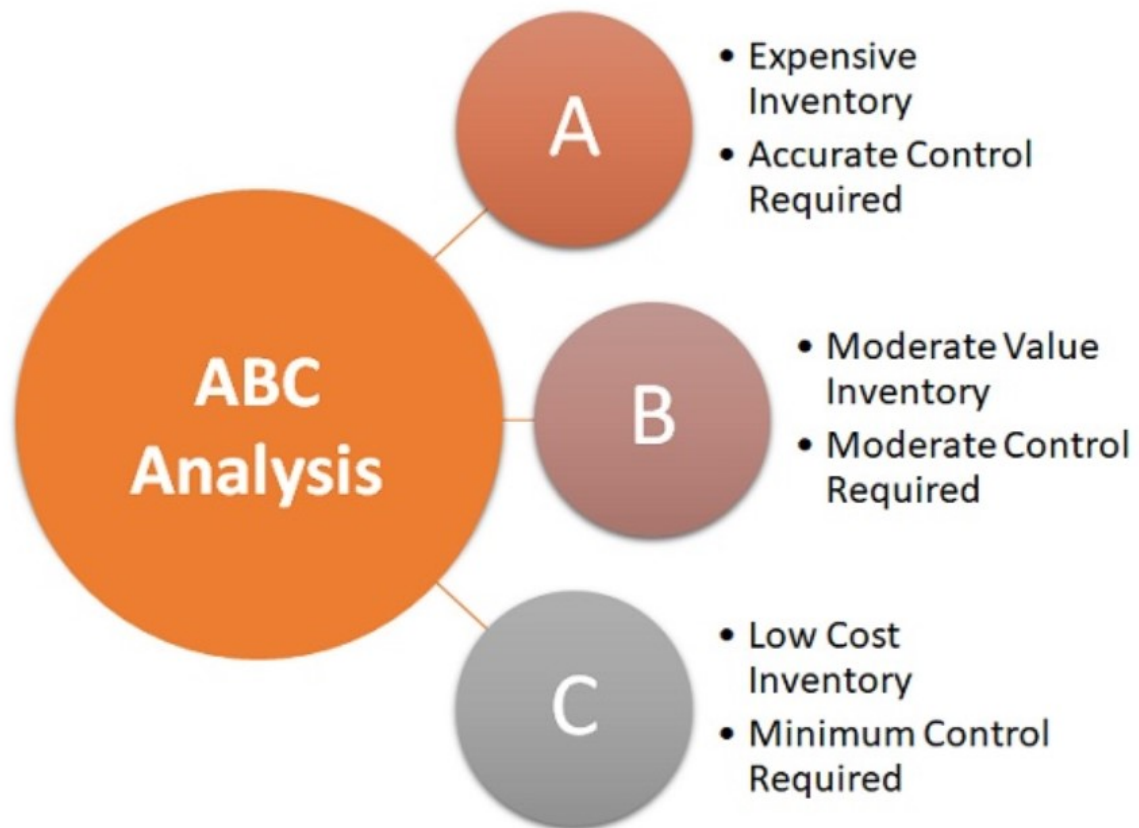 ABC
Analysis
A
• Expensive
Inventory
• Accurate Control
Required
B
• Moderate Value
Inventory
• Moderate Control
Required
C
• Low Cost
Inventory
• Minimum Control
Required